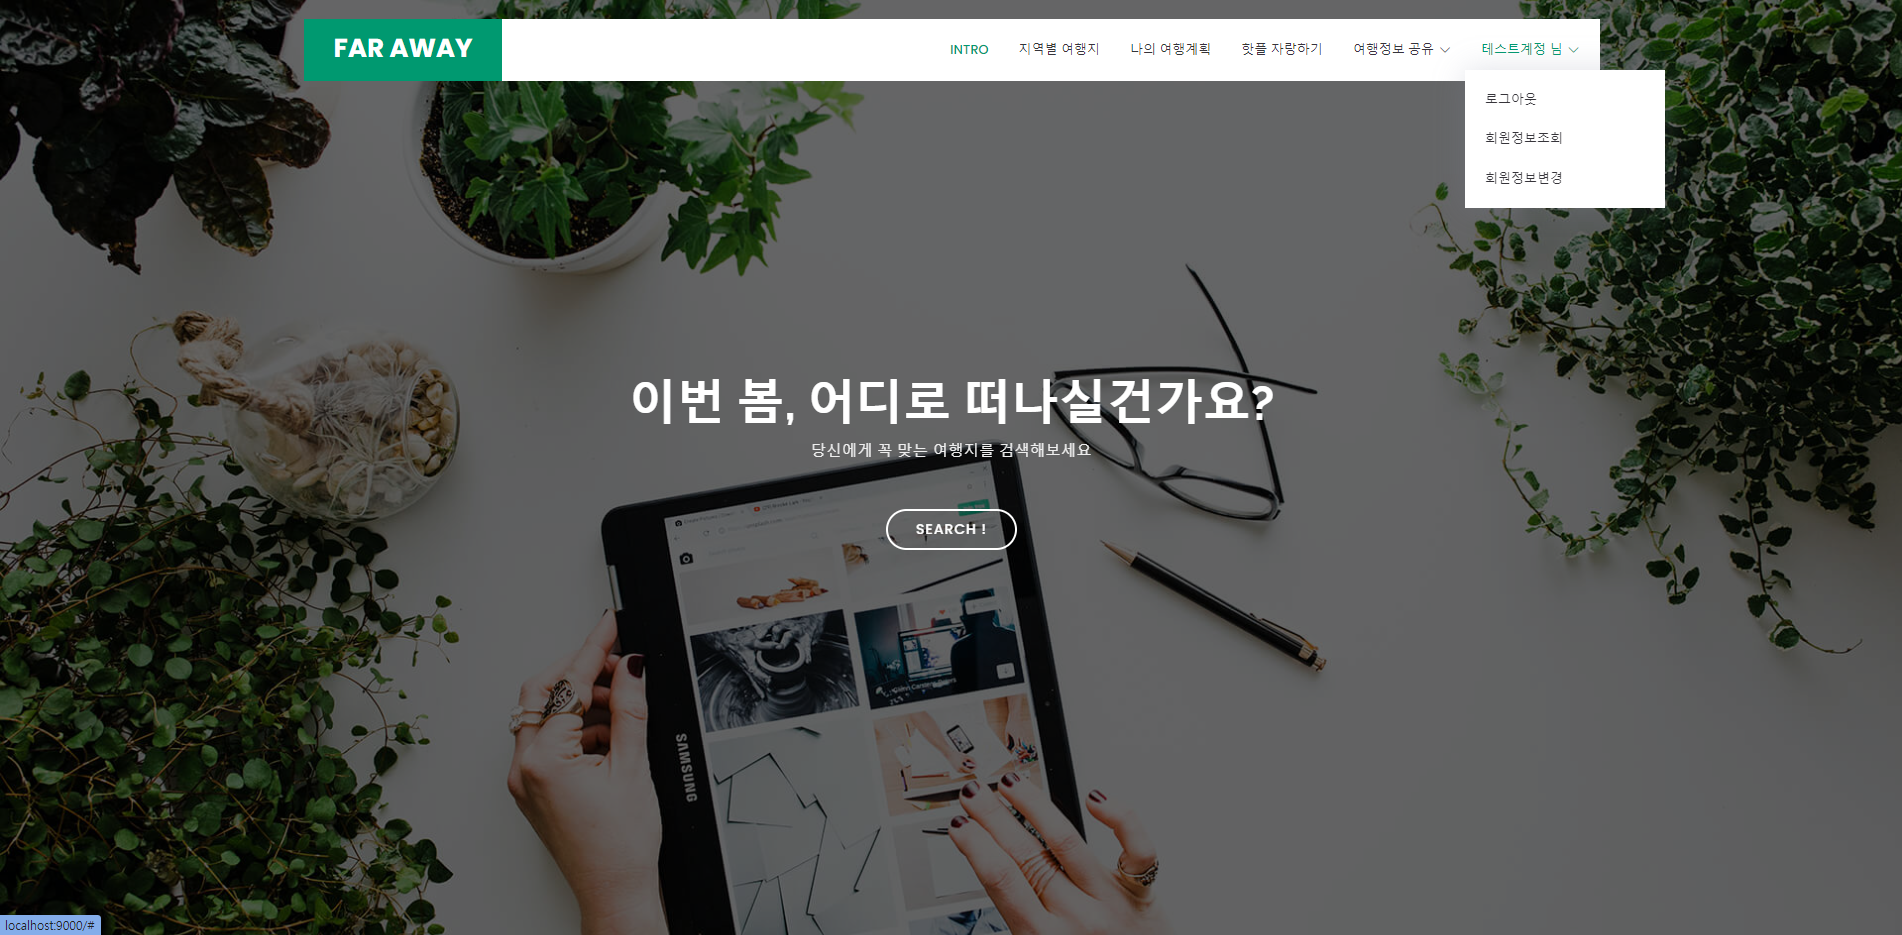 FAR AWAY
INTRO 지역별 여행지 나의 여행계획 핫플 자랑하기 여행정보 공유 테스트계정 님
로그아웃
회원정보조회
회원정보변경
이번 봄, 어디로 떠나실건가요?
당신에게 꼭 맞는 여행지를 검색해보세요
SEARCH !
SAMSUNG
localhost:9000/#